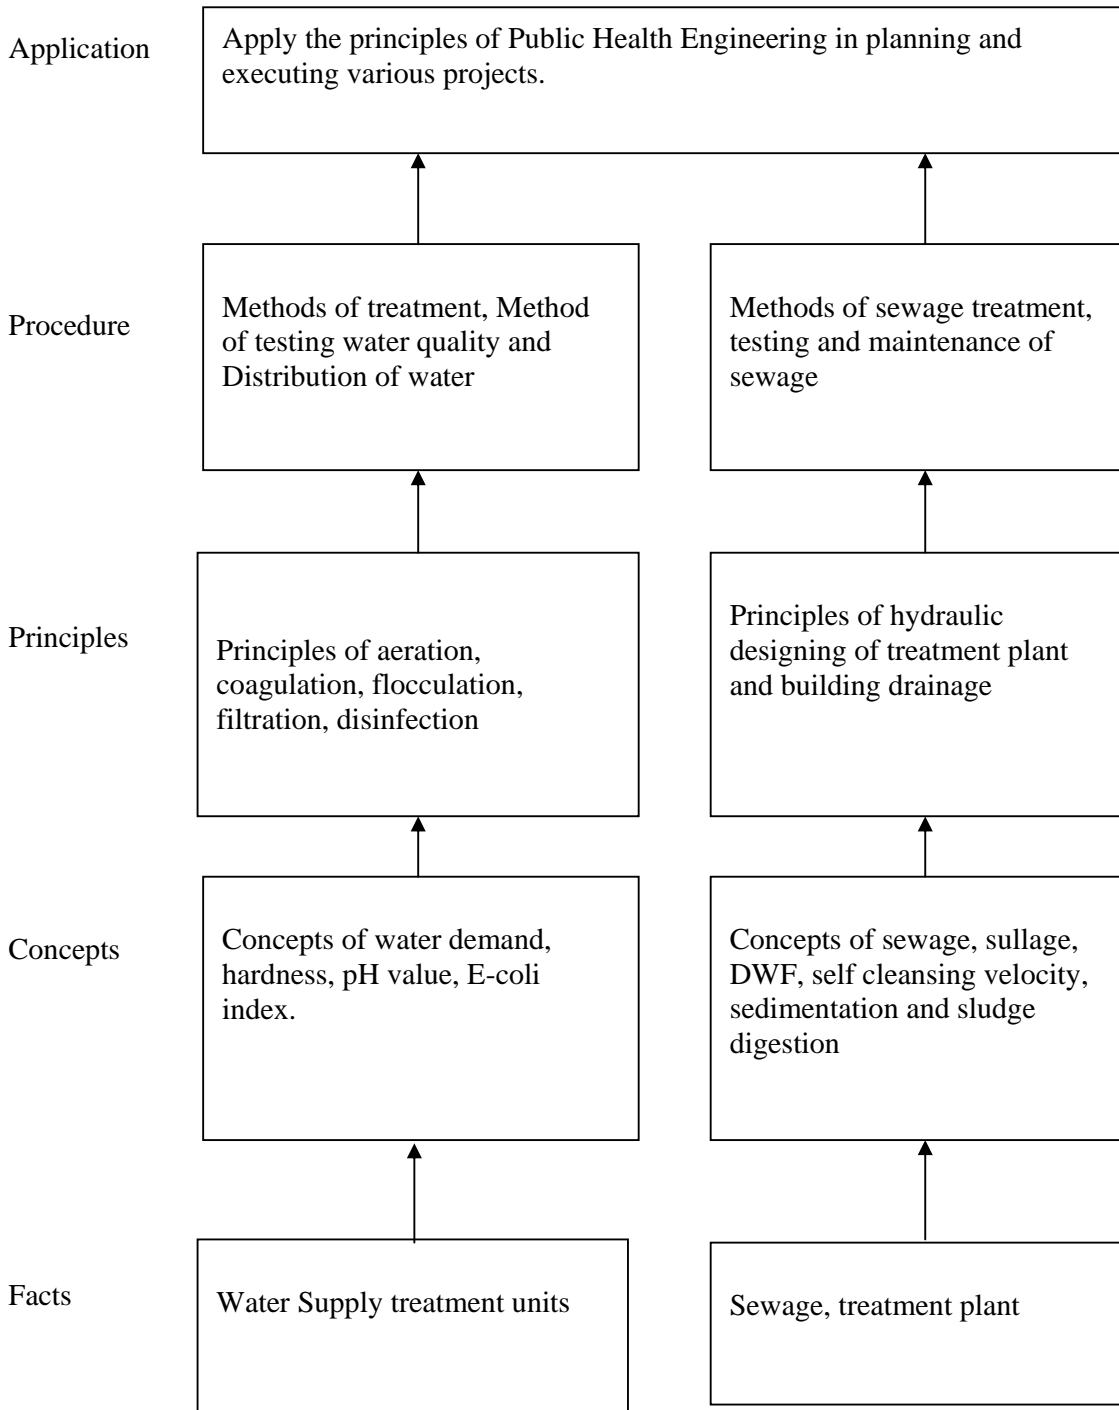 Application
Apply the principles of Public Health Engineering in planning and
executing various projects.
Procedure
Methods of treatment, Method
of testing water quality and
Distribution of water
Methods of sewage treatment,
testing and maintenance of
sewage
Principles
Principles of aeration,
coagulation, flocculation,
filtration, disinfection
Principles of hydraulic
designing of treatment plant
and building drainage
Concepts
Concepts of water demand,
hardness, pH value, E-coli
index.
Concepts of sewage, sullage,
DWF, self cleansing velocity,
sedimentation and sludge
digestion
Facts
Water Supply treatment units
Sewage, treatment plant